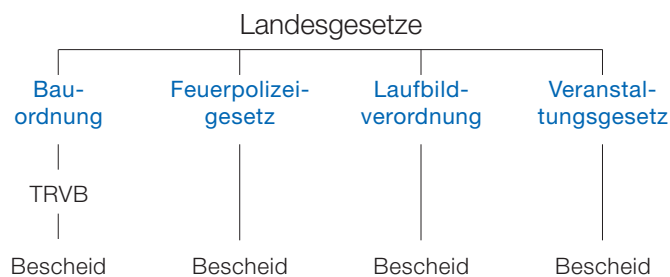 Landesgesetze
Bau-
ordnung
Feuerpolizei-
gesetz
Laufbild-
verordnung
Veranstal-
tungsgesetz
TRVB
Bescheid
Bescheid
Bescheid
Bescheid